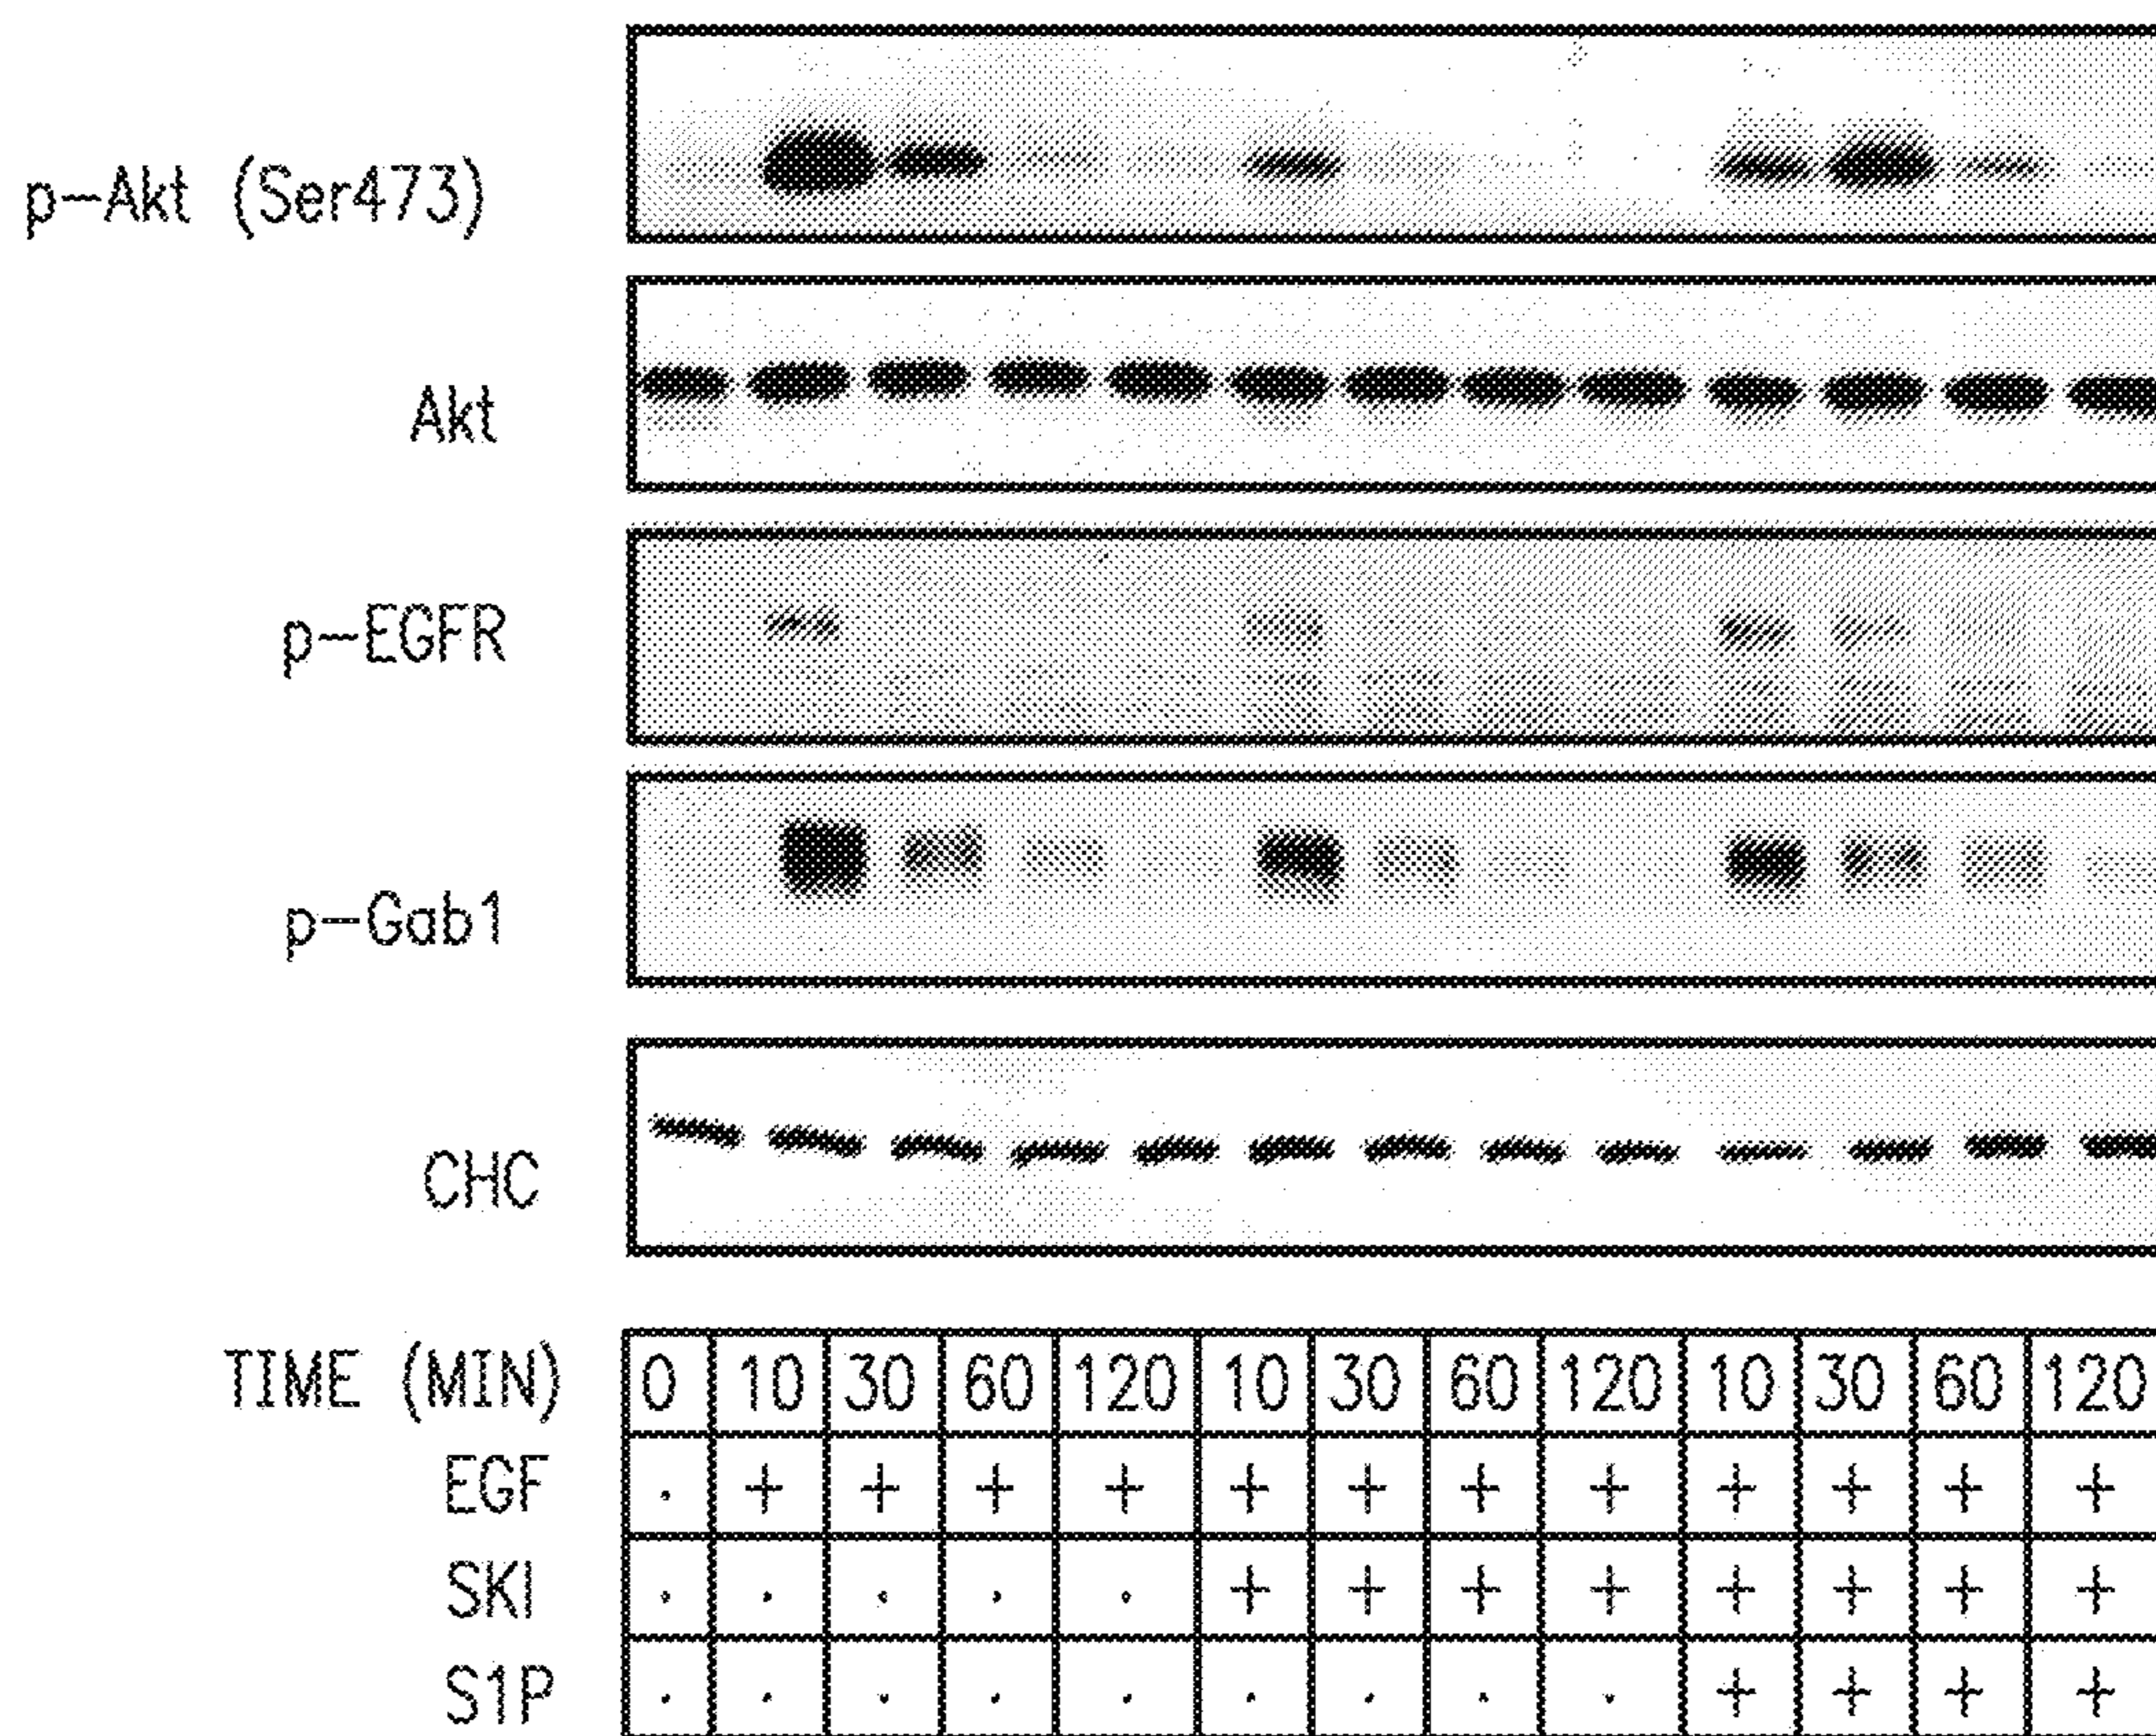 p-Akt (Ser473)
Akt
p-EGFR
p-Gab1
CHC
TIME (MIN) 0 10 30 60 120 10 30 60 120 10 30 60 120
EGF . + + + + + + + + + + + +
SKI . . . . . + + + + + + + +
S1P . . . . . . . . . + + + +